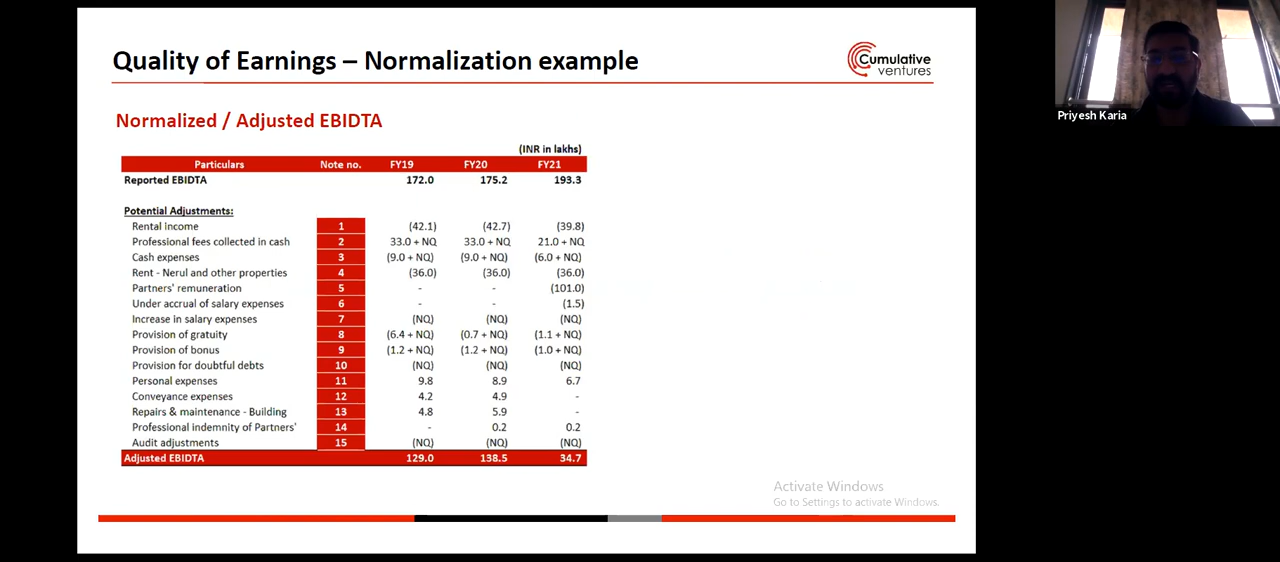 Quality of Earnings – Normalization example
Cumulative
ventures
Priyesh Karia
Normalized / Adjusted EBIDTA
(INR in lakhs)
Particulars Note no. FY19 FY20 FY21
Reported EBIDTA 172.0 175.2 193.3
Potential Adjustments:
Rental income 1 (42.1) (42.7) (39.8)
Professional fees collected in cash 2 33.0 + NQ 33.0 + NQ 21.0 + NQ
Cash expenses 3 (9.0 + NQ) (9.0 + NQ) (6.0 + NQ)
Rent - Nerul and other properties 4 (36.0) (36.0) (36.0)
Partners' remuneration 5 - - (101.0)
Under accrual of salary expenses 6 - - (1.5)
Increase in salary expenses 7 (NQ) (NQ) (NQ)
Provision of gratuity 8 (6.4 + NQ) (0.7 + NQ) (1.1 + NQ)
Provision of bonus 9 (1.2 + NQ) (1.2 + NQ) (1.0 + NQ)
Provision for doubtful debts 10 (NQ) (NQ) (NQ)
Personal expenses 11 9.8 8.9 6.7
Conveyance expenses 12 4.2 4.9 -
Repairs & maintenance - Building 13 4.8 5.9 -
Professional indemnity of Partners' 14 - 0.2 0.2
Audit adjustments 15 (NQ) (NQ) (NQ)
Adjusted EBIDTA 129.0 138.5 34.7
Activate Windows
Go to Settings to activate Windows.